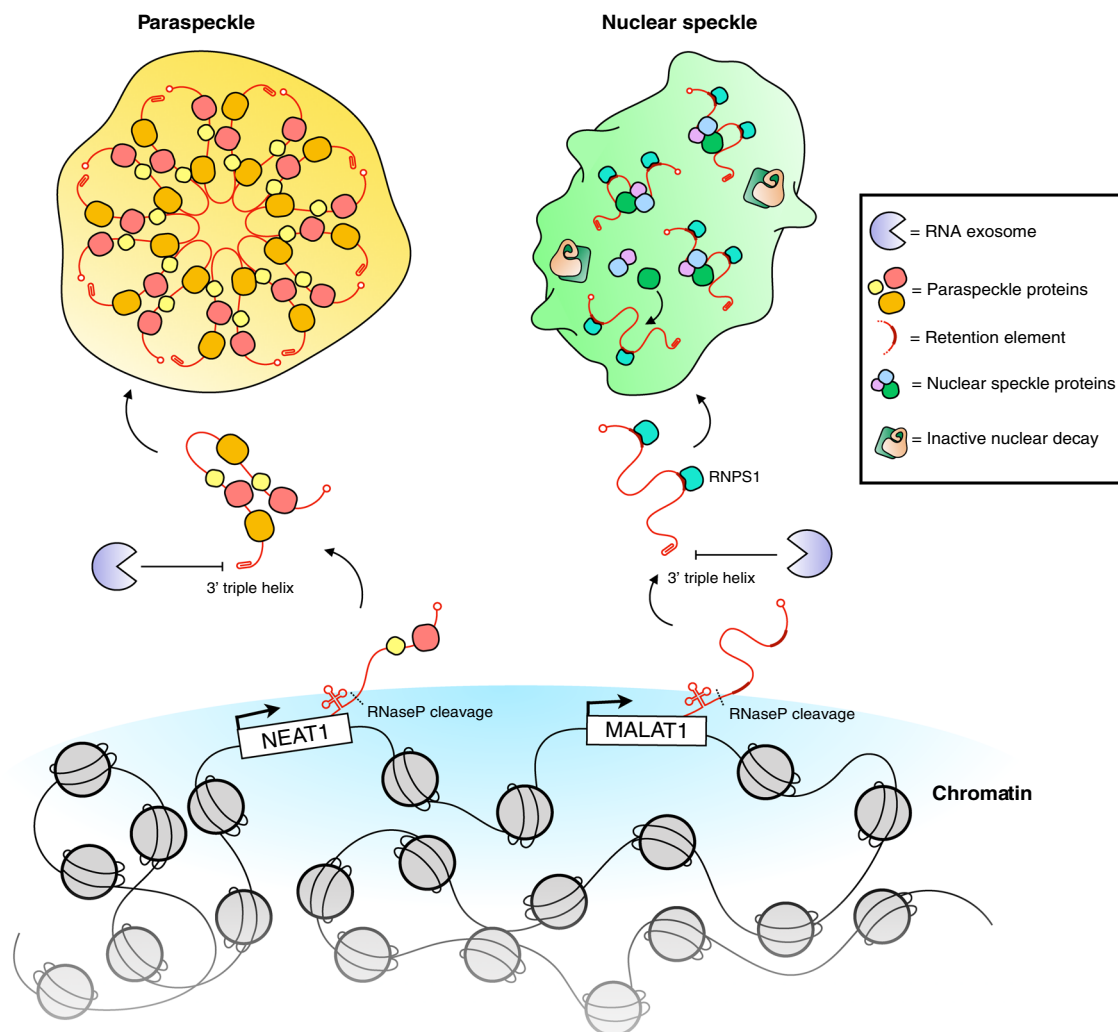 Paraspeckle
Nuclear speckle
= RNA exosome
= Paraspeckle proteins
= Retention element
= Nuclear speckle proteins
= Inactive nuclear decay
RNPS1
3' triple helix
3' triple helix
RNaseP cleavage
RNaseP cleavage
NEAT1
MALAT1
Chromatin